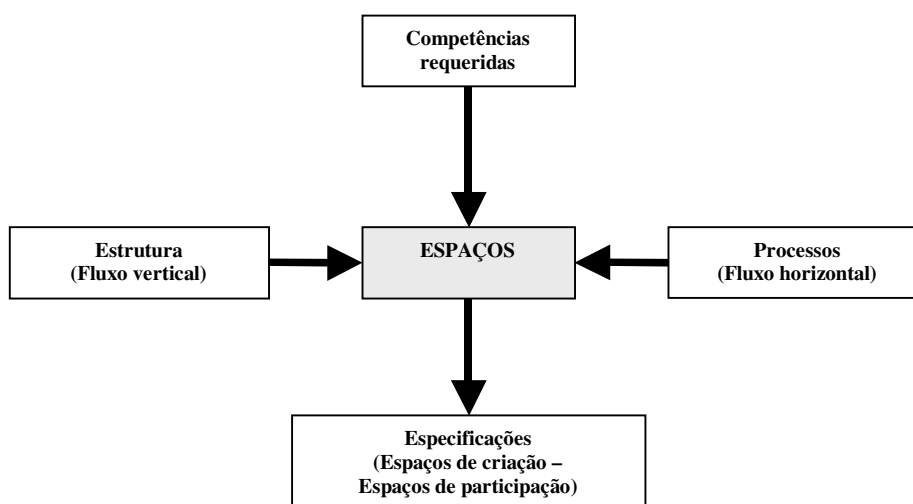 Competências
requeridas
Estrutura
(Fluxo vertical)
ESPAÇOS
Processos
(Fluxo horizontal)
Especificações
(Espaços de criação –
Espaços de participação)